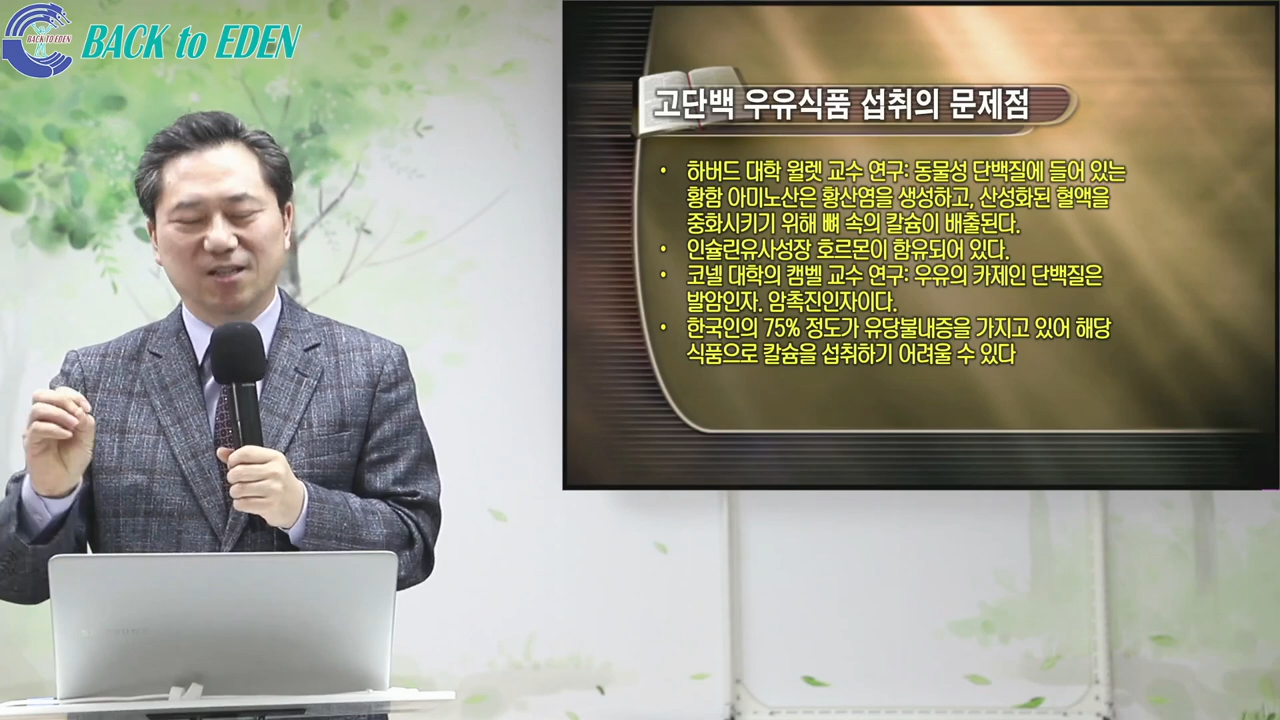 BACK TO EDEN
BACK to EDEN
고단백 우유식품 섭취의 문제점
• 하버드 대학 윌렛 교수 연구: 동물성 단백질에 들어 있는
황함 아미노산은 황산염을 생성하고, 산성화된 혈액을
중화시키기 위해 뼈 속의 칼슘이 배출된다.
• 인슐린유사성장 호르몬이 함유되어 있다.
• 코넬 대학의 캠벨 교수 연구: 우유의 카제인 단백질은
발암인자. 암촉진인자이다.
• 한국인의 75% 정도가 유당불내증을 가지고 있어 해당
식품으로 칼슘을 섭취하기 어려울 수 있다